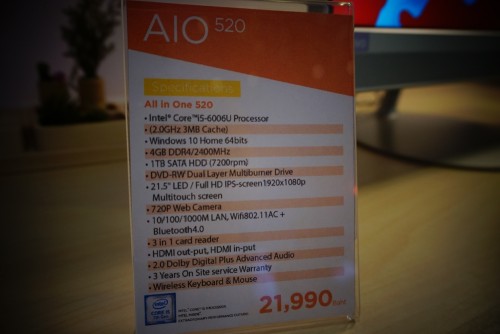 AIO 520
Specifications
All in One 520
• Intel® Core™i5-6006U Processor
• (2.0GHz 3MB Cache)
• Windows 10 Home 64bits
• 4GB DDR4/2400MHz
• 1TB SATA HDD (7200rpm)
• DVD-RW Dual Layer Multiburner Drive
• 21.5" LED / Full HD IPS-screen1920x1080p
Multitouch screen
• 720P Web Camera
• 10/100/1000M LAN, Wifi802.11AC +
Bluetooth4.0
• 3 in 1 card reader
• HDMI out-put, HDMI in-put
• 2.0 Dolby Digital Plus Advanced Audio
• 3 Years On Site service Warranty
• Wireless Keyboard & Mouse
21,990